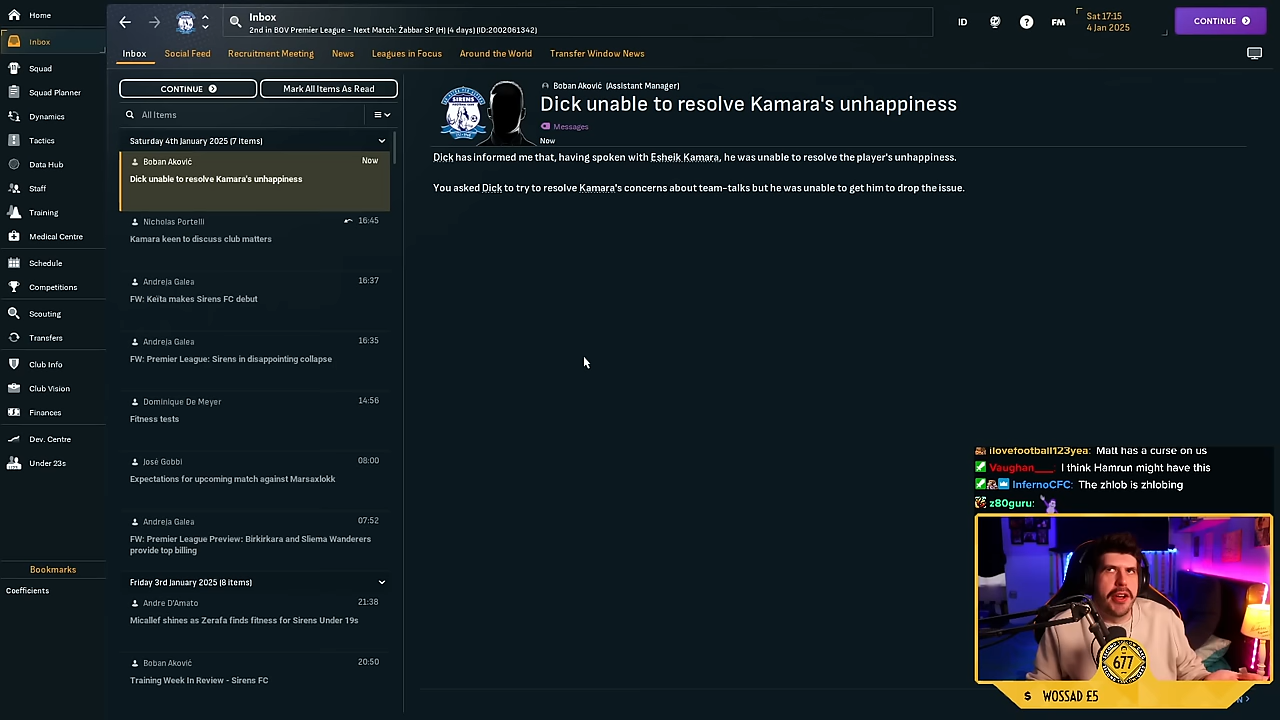 Home
Inbox
Squad
Squad Planner
Dynamics
Tactics
Data Hub
Staff
Training
Medical Centre
Schedule
Competitions
Scouting
Transfers
Club Info
Club Vision
Finances
Dev. Centre
Under 23s
Bookmarks
Coefficients
Inbox
2nd in BOV Premier League - Next Match: Żabbar SP (H) (4 days) (ID:2002061342)
ID
?
FM
Sat 17:15
4 Jan 2025
CONTINUE
Inbox
Social Feed
Recruitment Meeting
News
Leagues in Focus
Around the World
Transfer Window News
CONTINUE
Mark All Items As Read
All Items
Saturday 4th January 2025 (7 items)
Boban Aković Now
Dick unable to resolve Kamara's unhappiness
Nicholas Portelli 16:45
Kamara keen to discuss club matters
Andreja Galea 16:37
FW: Keïta makes Sirens FC debut
Andreja Galea 16:35
FW: Premier League: Sirens in disappointing collapse
Dominique De Meyer 14:56
Fitness tests
José Gobbi 08:00
Expectations for upcoming match against Marsaxlokk
Andreja Galea 07:52
FW: Premier League Preview: Birkirkara and Sliema Wanderers
provide top billing
Friday 3rd January 2025 (8 items)
Andre D'Amato 21:38
Micallef shines as Zerafa finds fitness for Sirens Under 19s
Boban Aković 20:50
Training Week In Review - Sirens FC
SIRENS
Boban Aković (Assistant Manager)
Dick unable to resolve Kamara's unhappiness
Messages
Now
Dick has informed me that, having spoken with Esheik Kamara, he was unable to resolve the player's unhappiness.
You asked Dick to try to resolve Kamara's concerns about team-talks but he was unable to get him to drop the issue.
ilovefootball123yea: Matt has a curse on us
Vaughan___: I think Hamrun might have this
InfernoCFC: The zhlob is zhlobing
z80guru:
677
$ WOSSAD £5